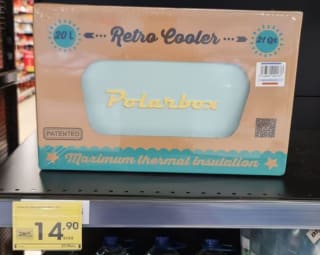 20 L
Retro Cooler
21 Qt
Polarbox
PATENTED
Maximum thermal insulation
14,90